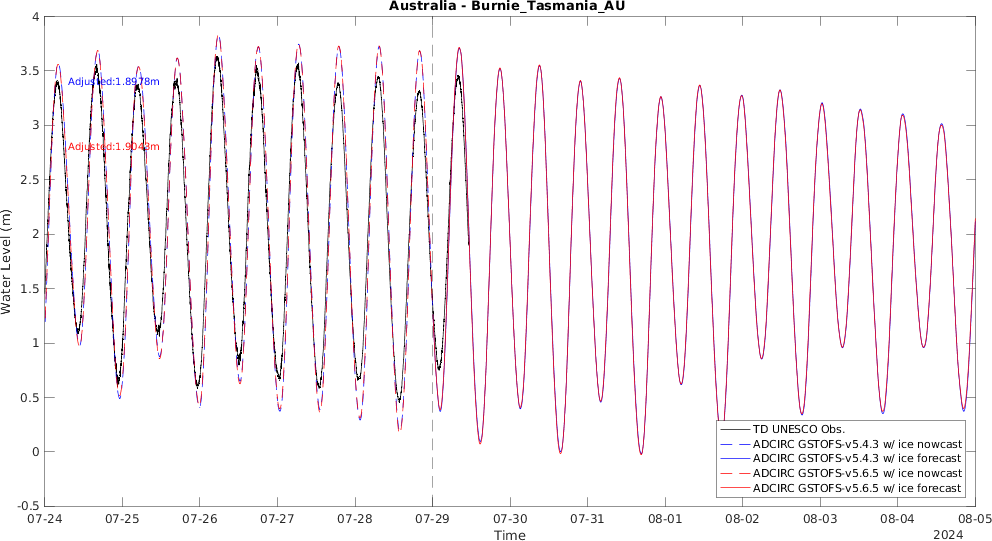 Australia - Burnie_Tasmania_AU
4
3.5
3
2.5
2
1.5
1
0.5
0
-0.5
Water Level (m)
Adjusted:1.8978m
Adjusted:1.9043m
TD UNESCO Obs.
ADCIRC GSTOFS-v5.4.3 w/ ice nowcast
ADCIRC GSTOFS-v5.4.3 w/ ice forecast
ADCIRC GSTOFS-v5.6.5 w/ ice nowcast
ADCIRC GSTOFS-v5.6.5 w/ ice forecast
07-24 07-25 07-26 07-27 07-28 07-29 07-30 07-31 08-01 08-02 08-03 08-04 08-05
Time
2024